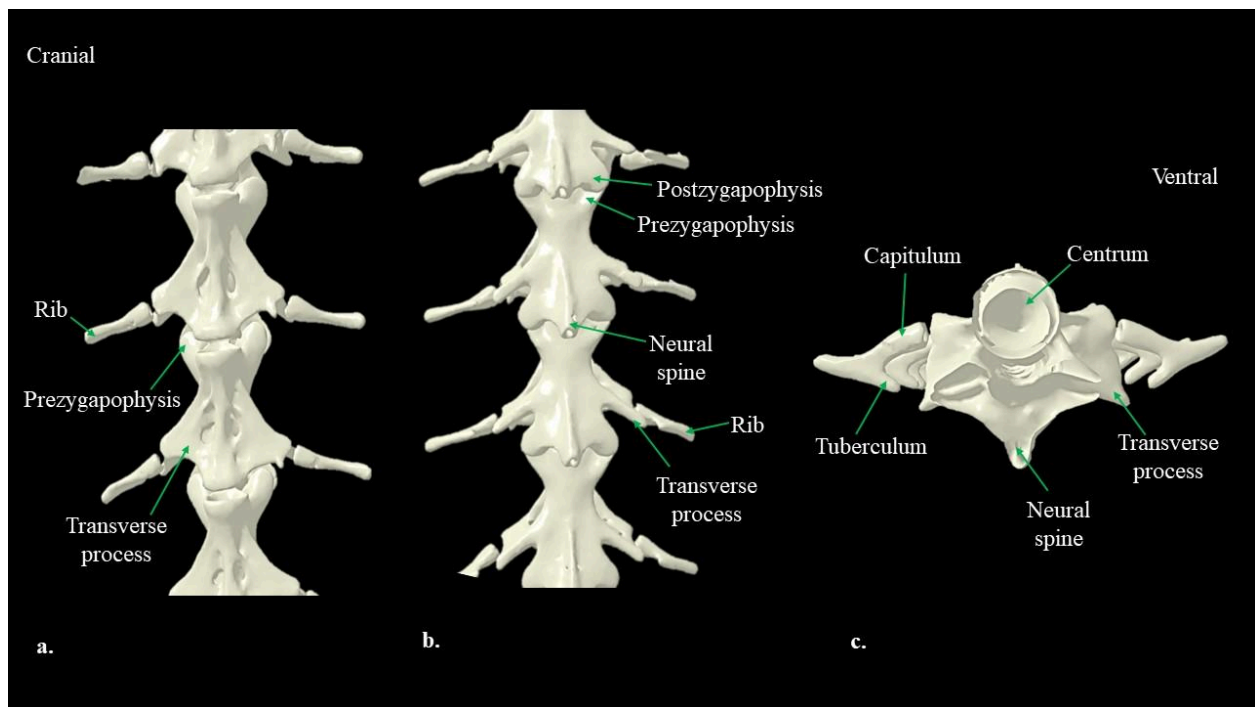 Cranial
Rib
Prezygapophysis
Transverse
process
a.
Postzygapophysis
Prezygapophysis
Neural
spine
Rib
Transverse
process
b.
Ventral
Capitulum
Centrum
Tuberculum
Transverse
process
Neural
spine
c.